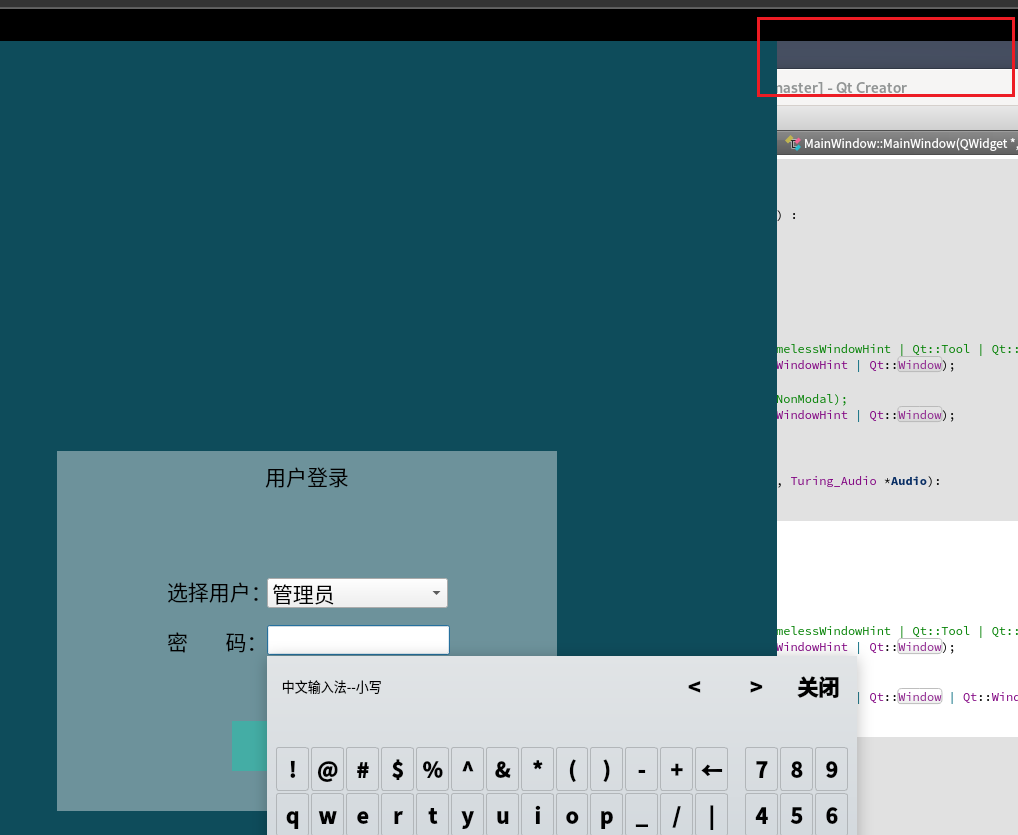 master] - Qt Creator
MainWindow::MainWindow(QWidget *,
) :
melessWindowHint | Qt::Tool | Qt::
WindowHint | Qt::Window);
NonModal);
WindowHint | Qt::Window);
, Turing_Audio *Audio):
melessWindowHint | Qt::Tool | Qt::
WindowHint | Qt::Window);
| Qt::Window | Qt::Wind
用户登录
选择用户: 管理员
密 码:
中文输入法--小写 < > 关闭
! @ # $ % ^ & * ( ) - + ← 7 8 9
q w e r t y u i o p _ / | 4 5 6